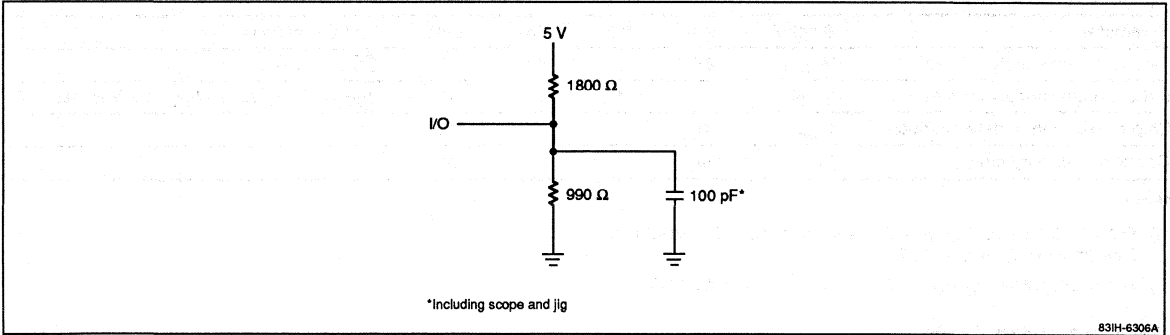 5 V
1800 Ω
I/O
990 Ω
100 pF*
*Including scope and jig
83IH-6306A